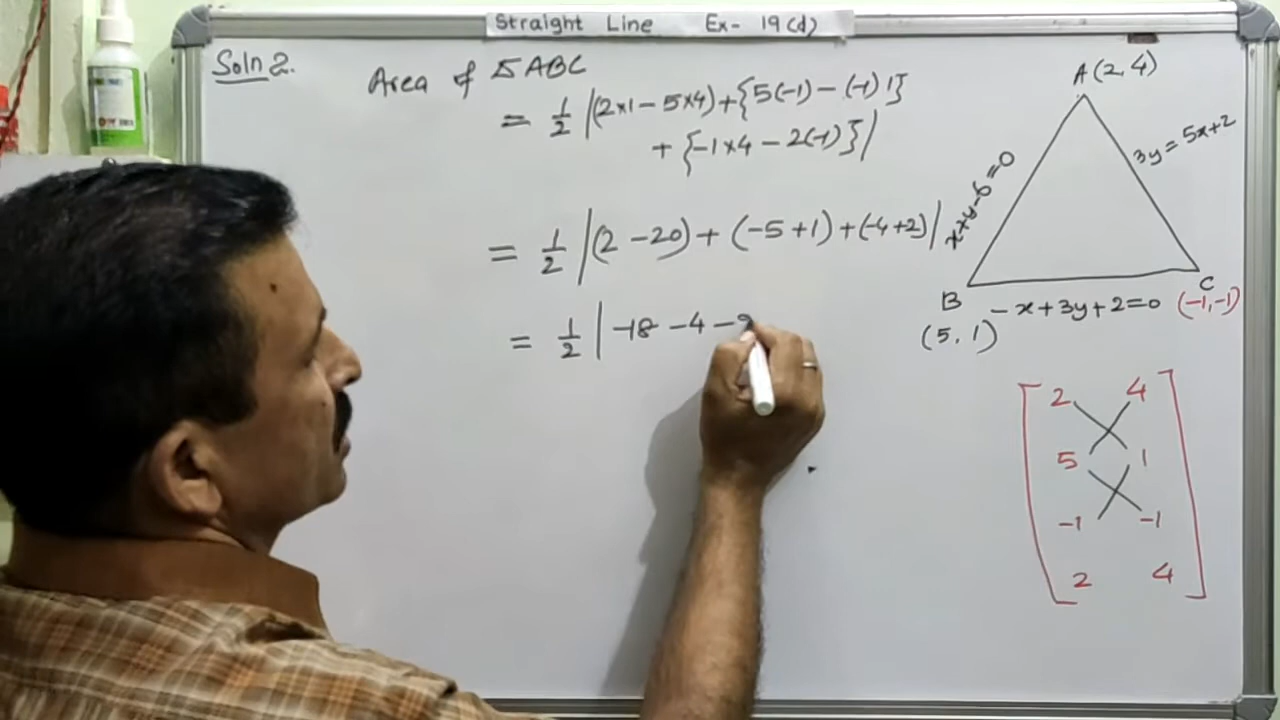 Straight Line Ex- 19(d)
Soln 2.
Area of ΔABC
= 1/2 |(2×1 - 5×4) + {5(-1) - (-1)1}
+ {-1×4 - 2(-1)}|
= 1/2 |(2 - 20) + (-5 + 1) + (-4 + 2)|
= 1/2 | -18 - 4 -
A (2, 4)
x+y-6=0
3y = 5x+2
B
C
(5, 1)
-x+3y+2=0
(-1,-1)
2 4
5 1
-1 -1
2 4